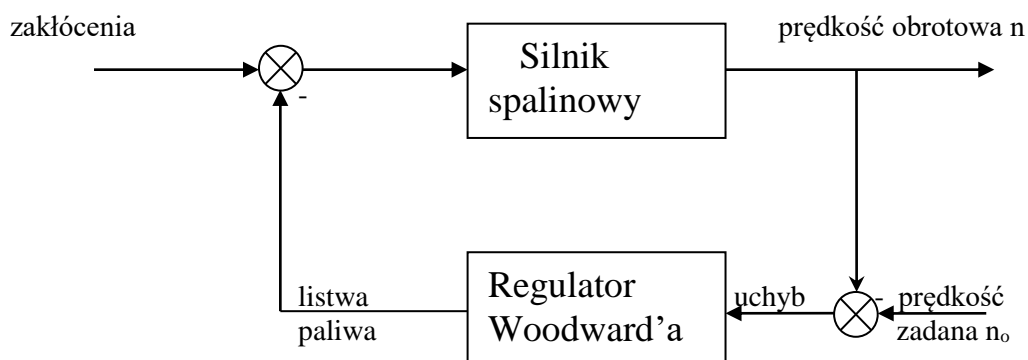 zakłócenia
prędkość obrotowa n
Silnik
spalinowy
-
Regulator
Woodward’a
listwa
paliwa
uchyb
-
prędkość
zadana nₒ